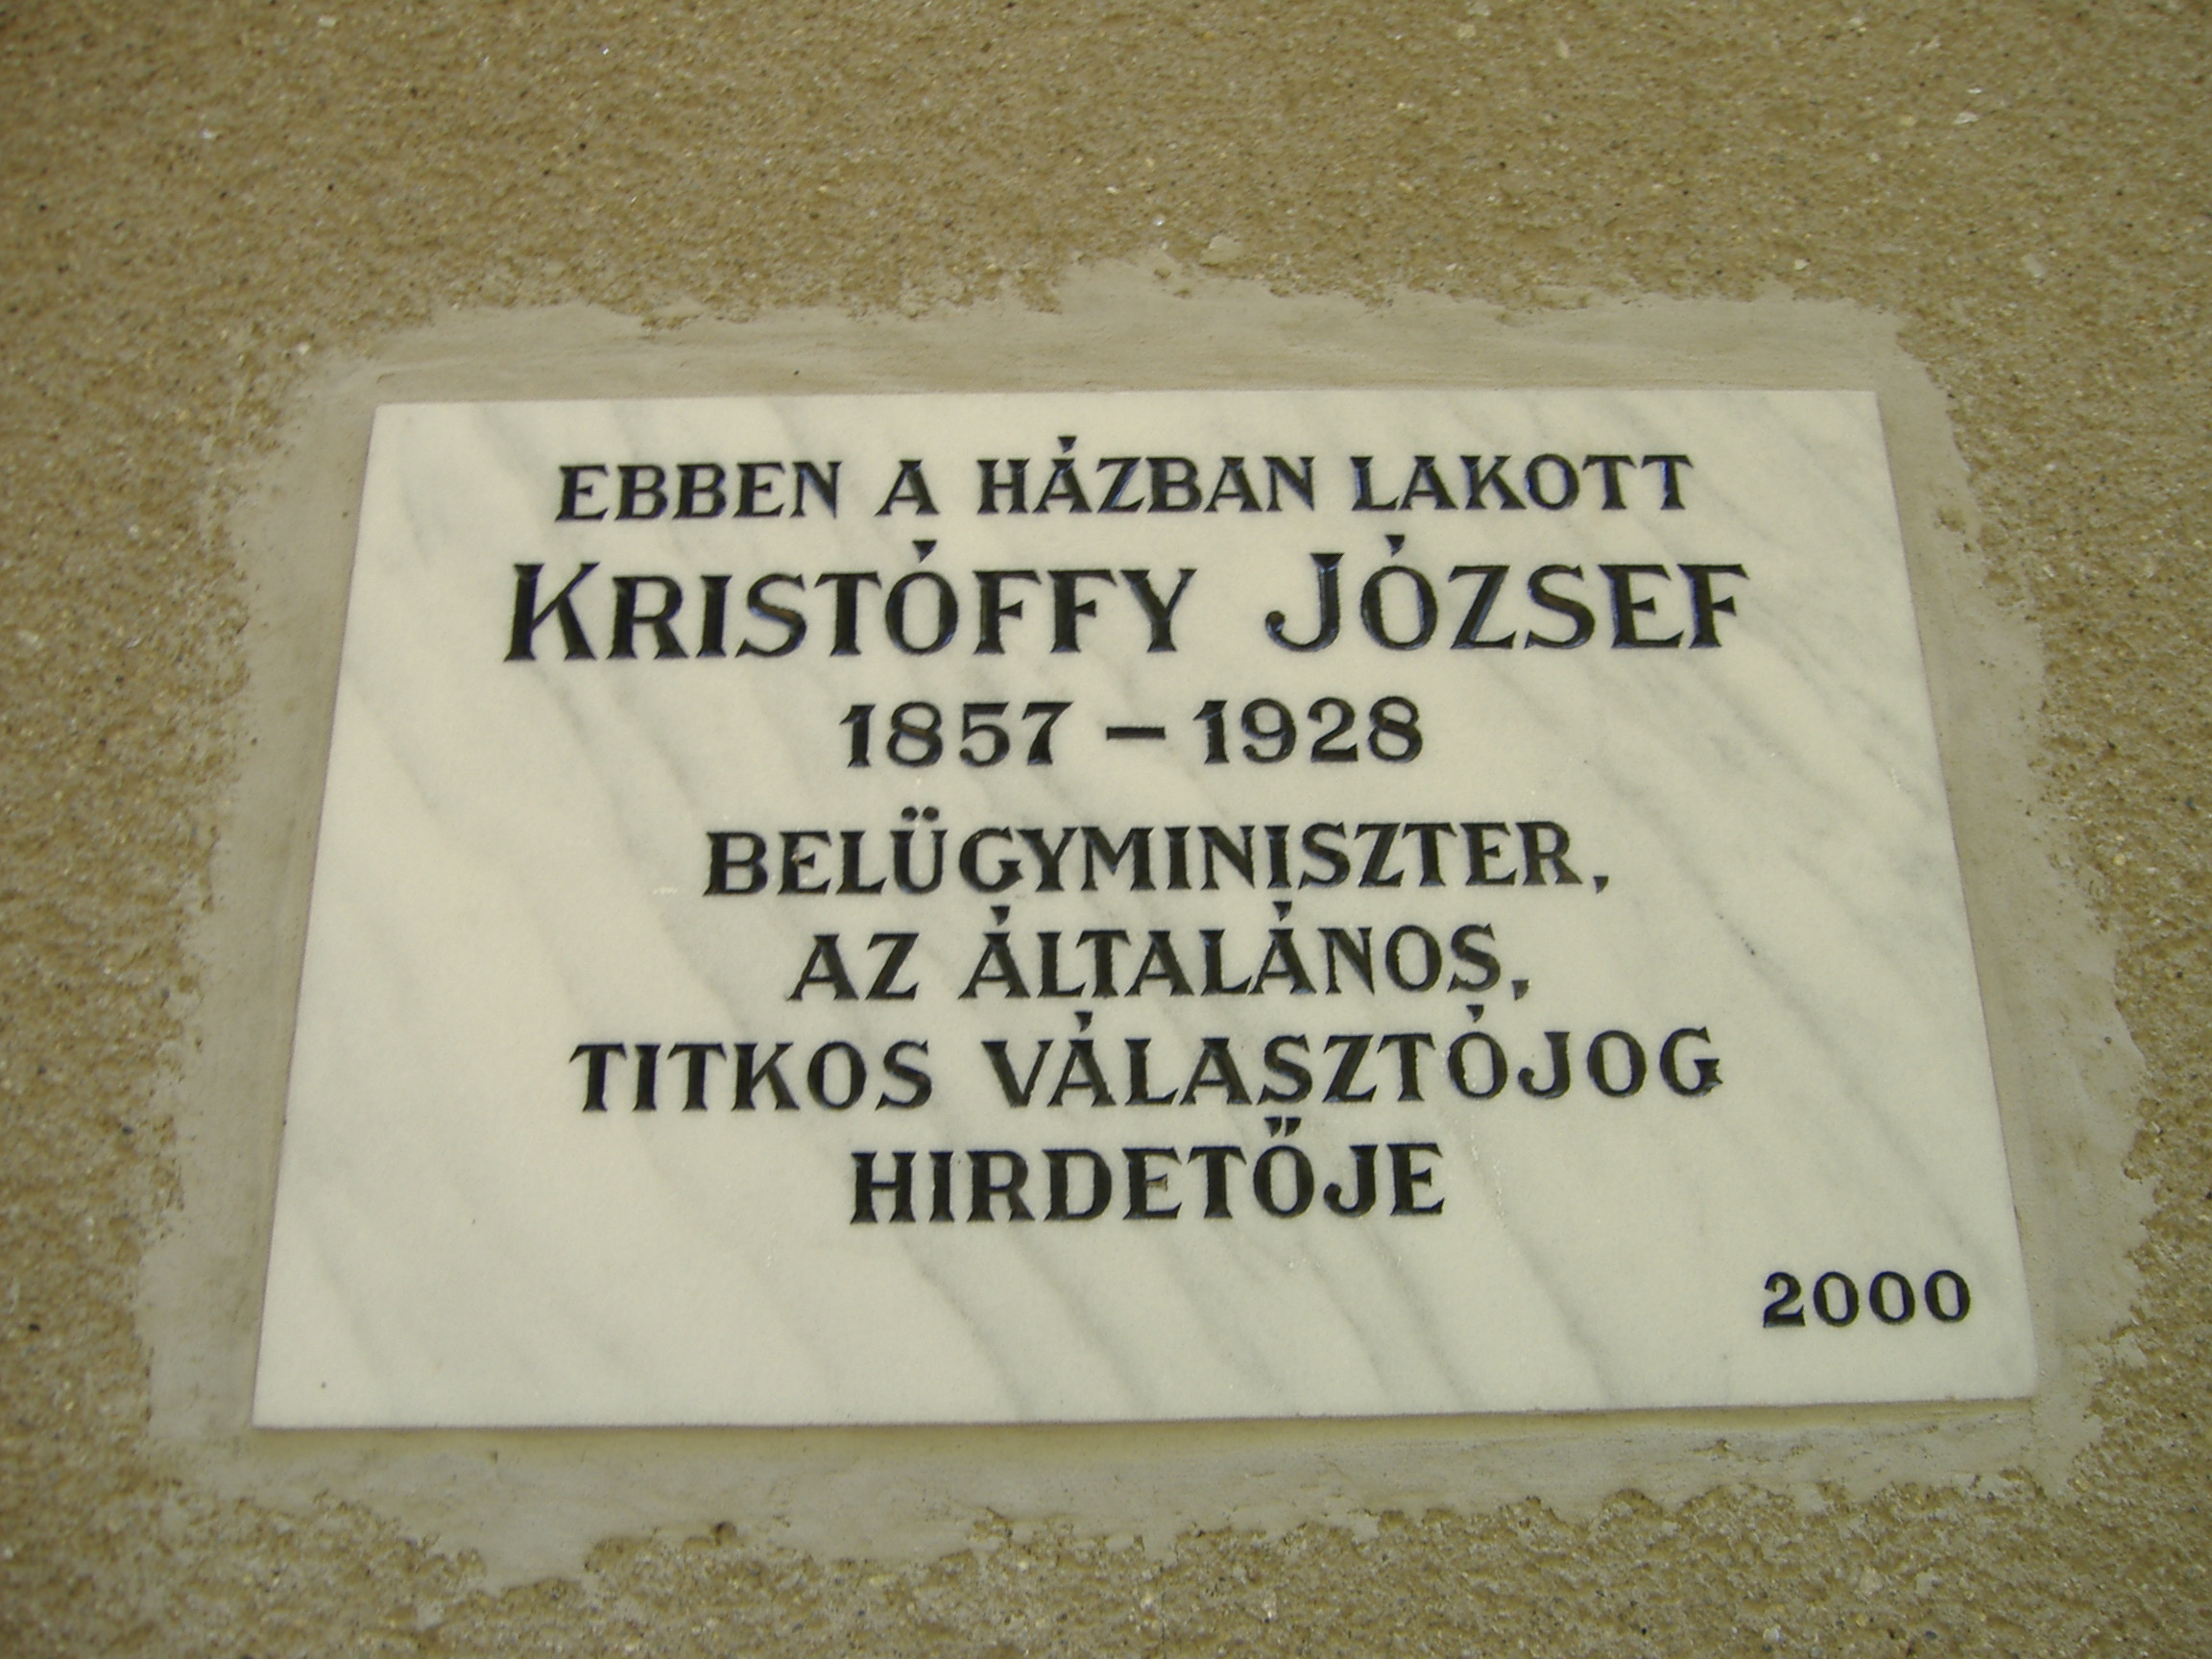 EBBEN A HÁZBAN LAKOTT
KRISTÓFFY JÓZSEF
1857 – 1928
BELÜGYMINISZTER,
AZ ÁLTALÁNOS,
TITKOS VÁLASZTÓJOG
HIRDETŐJE
2000